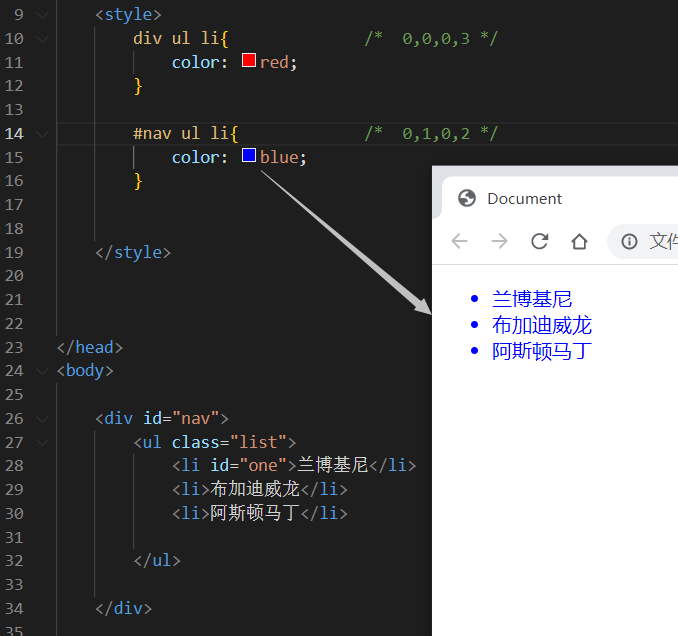 9 <style>
10 div ul li{ /* 0,0,0,3 */
11 color: red;
12 }
13
14 #nav ul li{ /* 0,1,0,2 */
15 color: blue;
16 }
17
18
19 </style>
20
21
22
23 </head>
24 <body>
25
26 <div id="nav">
27 <ul class="list">
28 <li id="one">兰博基尼</li>
29 <li>布加迪威龙</li>
30 <li>阿斯顿马丁</li>
31
32 </ul>
33
34 </div>
35
Document
文件
兰博基尼
布加迪威龙
阿斯顿马丁